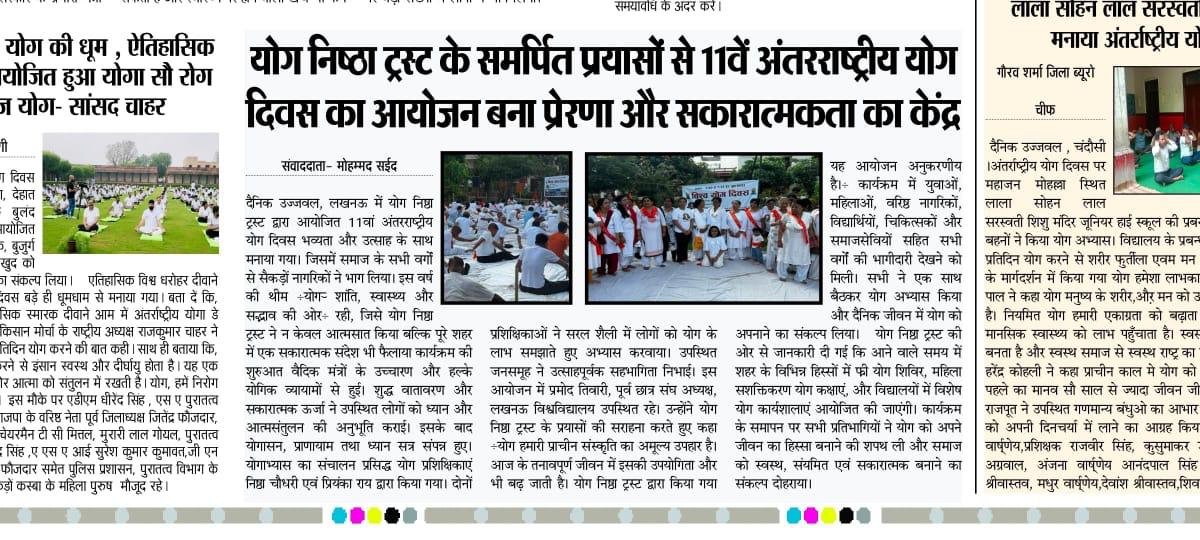 समयावधि के अंदर करें।
योग की धूम , ऐतिहासिक
योजित हुआ योगा सौ रोग
योग- सांसद चाहर
दिवस
देहात
बुलंद
बुजुर्ग
खुद को
का संकल्प लिया। एतिहासिक विश्व धरोहर दीवाने
दिवस बड़े ही धूमधाम से मनाया गया। बता दे कि,
सिक स्मारक दीवाने आम में अंतर्राष्ट्रीय योगा डे
किसान मोर्चा के राष्ट्रीय अध्यक्ष राजकुमार चाहर ने
तिदिन योग करने की बात कही। साथ ही बताया कि,
रने से इंसान स्वस्थ और दीर्घायु होता है। यह एक
और आत्मा को संतुलन में रखती है। योग, हमें निरोग
। इस मौके पर एडीएम धीरेंद सिंह , एस ए पुरातत्व
भाजपा के वरिष्ठ नेता पूर्व जिलाध्यक्ष जितेंद्र फौजदार,
चेयरमैन टी सी मित्तल, मुरारी लाल गोयल, पुरातत्व
सिंह ,ए एस ए आई सुरेश कुमार कुमावत,जी एन
फौजदार समेत पुलिस प्रशासन, पुरातत्व विभाग के
कड़ों कस्बा के महिला पुरुष मौजूद रहे।
योग निष्ठा ट्रस्ट के समर्पित प्रयासों से 11वें अंतरराष्ट्रीय योग
दिवस का आयोजन बना प्रेरणा और सकारात्मकता का केंद्र
संवाददाता- मोहम्मद सईद
दैनिक उज्जवल, लखनऊ में योग निष्ठा
ट्रस्ट द्वारा आयोजित 11वां अंतरराष्ट्रीय
योग दिवस भव्यता और उत्साह के साथ
मनाया गया। जिसमें समाज के सभी वर्गों
से सैकड़ों नागरिकों ने भाग लिया। इस वर्ष
की थीम ÷योग÷ शांति, स्वास्थ्य और
सद्भाव की ओर÷ रही, जिसे योग निष्ठा
ट्रस्ट ने न केवल आत्मसात किया बल्कि पूरे शहर
में एक सकारात्मक संदेश भी फैलाया कार्यक्रम की
शुरुआत वैदिक मंत्रों के उच्चारण और हल्के
योगिक व्यायामों से हुई। शुद्ध वातावरण और
सकारात्मक ऊर्जा ने उपस्थित लोगों को ध्यान और
आत्मसंतुलन की अनुभूति कराई। इसके बाद
योगासन, प्राणायाम तथा ध्यान सत्र संपन्न हुए।
योगाभ्यास का संचालन प्रसिद्ध योग प्रशिक्षिकाएं
निष्ठा चौधरी एवं प्रियंका राय द्वारा किया गया। दोनों
विश्व योग दिवस
प्रशिक्षिकाओं ने सरल शैली में लोगों को योग के
लाभ समझाते हुए अभ्यास करवाया। उपस्थित
जनसमूह ने उत्साहपूर्वक सहभागिता निभाई। इस
आयोजन में प्रमोद तिवारी, पूर्व छात्र संघ अध्यक्ष,
लखनऊ विश्वविद्यालय उपस्थित रहे। उन्होंने योग
निष्ठा ट्रस्ट के प्रयासों की सराहना करते हुए कहा
÷योग हमारी प्राचीन संस्कृति का अमूल्य उपहार है।
आज के तनावपूर्ण जीवन में इसकी उपयोगिता और
भी बढ़ जाती है। योग निष्ठा ट्रस्ट द्वारा किया गया
यह आयोजन अनुकरणीय
है।÷ कार्यक्रम में युवाओं,
महिलाओं, वरिष्ठ नागरिकों,
विद्यार्थियों, चिकित्सकों और
समाजसेवियों सहित सभी
वर्गों की भागीदारी देखने को
मिली। सभी ने एक साथ
बैठकर योग अभ्यास किया
और दैनिक जीवन में योग को
अपनाने का संकल्प लिया। योग निष्ठा ट्रस्ट की
ओर से जानकारी दी गई कि आने वाले समय में
शहर के विभिन्न हिस्सों में फ्री योग शिविर, महिला
सशक्तिकरण योग कक्षाएं, और विद्यालयों में विशेष
योग कार्यशालाएं आयोजित की जाएंगी। कार्यक्रम
के समापन पर सभी प्रतिभागियों ने योग को अपने
जीवन का हिस्सा बनाने की शपथ ली और समाज
को स्वस्थ, संयमित एवं सकारात्मक बनाने का
संकल्प दोहराया।
लाला सोहन लाल सरस्वती
मनाया अंतर्राष्ट्रीय
गौरव शर्मा जिला ब्यूरो
चीफ
दैनिक उज्जवल , चंदौसी
।अंतर्राष्ट्रीय योग दिवस पर
महाजन मोहल्ला स्थित
लाला सोहन लाल
सरस्वती शिशु मंदिर जूनियर हाई स्कूल की
बहनों ने किया योग अभ्यास। विद्यालय के
प्रतिदिन योग करने से शरीर फुर्तीला एवम मन
के मार्गदर्शन में किया गया योग हमेशा
पाल ने कहा योग मनुष्य के शरीर,और मन को
है। नियमित योग हमारी एकाग्रता को बढ़ाता
मानसिक स्वास्थ्य को लाभ पहुँचाता है।
बनता है और स्वस्थ समाज से स्वस्थ राष्ट्र का
हरेंद्र कोहली ने कहा प्राचीन काल मे योग को
पहले का मानव सौ साल से ज्यादा जीवन
राजपूत ने उपस्थित गणमान्य बंधुओ का आभार
को अपनी दिनचर्या में लाने का आग्रह किया
वार्ष्णेय,प्रशिक्षक राजवीर सिंह, कुसुमाकर
अग्रवाल, अंजना वार्ष्णेय आनंदपाल सिंह
श्रीवास्तव, मधुर वार्ष्णेय,देवांश श्रीवास्तव,शिव